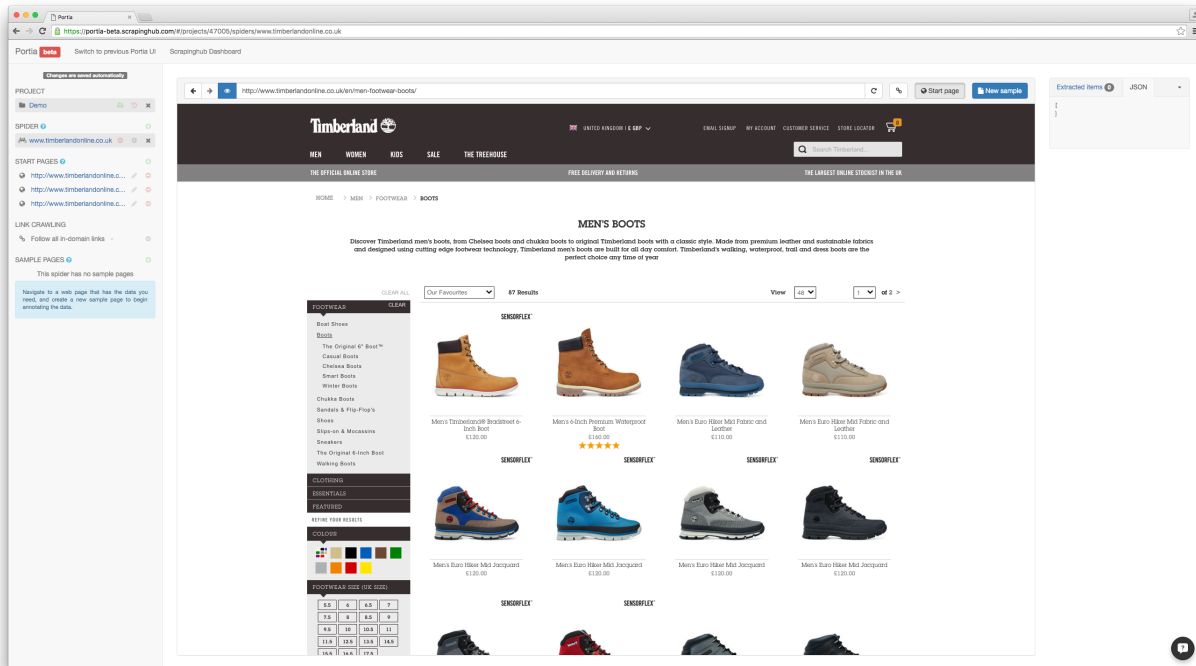 Portia
https://portia-beta.scrapinghub.com/#/projects/47005/spiders/www.timberlandonline.co.uk
Portia beta Switch to previous Portia UI Scrapinghub Dashboard
Changes are saved automatically
PROJECT
Demo
SPIDER
www.timberlandonline.co.uk
START PAGES
http://www.timberlandonline.c...
http://www.timberlandonline.c...
http://www.timberlandonline.c...
LINK CRAWLING
Follow all in-domain links
SAMPLE PAGES
This spider has no sample pages
Navigate to a web page that has the data you
need, and create a new sample page to begin
annotating the data.
http://www.timberlandonline.co.uk/en/men-footwear-boots/
Start page
New sample
Timberland
UNITED KINGDOM | £ GBP
EMAIL SIGNUP MY ACCOUNT CUSTOMER SERVICE STORE LOCATOR
0
MEN WOMEN KIDS SALE THE TREEHOUSE
Search Timberland...
THE OFFICIAL ONLINE STORE FREE DELIVERY AND RETURNS THE LARGEST ONLINE STOCKIST IN THE UK
HOME > MEN > FOOTWEAR > BOOTS
MEN'S BOOTS
Discover Timberland men's boots, from Chelsea boots and chukka boots to original Timberland boots with a classic style. Made from premium leather and sustainable fabrics
and designed using cutting edge footwear technology, Timberland men's boots are built for all day comfort. Timberland's walking, waterproof, trail and dress boots are the
perfect choice any time of year
CLEAR ALL
Our Favourites 87 Results View 48 1 of 2 >
FOOTWEAR CLEAR
Boat Shoes
Boots
The Original 6" Boot™
Casual Boots
Chelsea Boots
Smart Boots
Winter Boots
Chukka Boots
Sandals & Flip-Flop's
Shoes
Slips-on & Mocassins
Sneakers
The Original 6-Inch Boot
Walking Boots
CLOTHING
ESSENTIALS
FEATURED
REFINE YOUR RESULTS
COLOUR
FOOTWEAR SIZE (UK SIZE)
5.5 6 6.5 7
7.5 8 8.5 9
9.5 10 10.5 11
11.5 12.5 13.5 14.5
15.5 16.5 17.5
SENSORFLEX™
Men's Timberland® Bradstreet 6-
Inch Boot
£120.00
Men's 6-Inch Premium Waterproof
Boot
£160.00
Men's Euro Hiker Mid Fabric and
Leather
£110.00
Men's Euro Hiker Mid Fabric and
Leather
£110.00
SENSORFLEX™ SENSORFLEX™ SENSORFLEX™ SENSORFLEX™
Men's Euro Hiker Mid Jacquard
£120.00
Men's Euro Hiker Mid Jacquard
£120.00
Men's Euro Hiker Mid Jacquard
£120.00
Men's Euro Hiker Mid Jacquard
£120.00
SENSORFLEX™ SENSORFLEX™
Extracted items 0 JSON
[
]